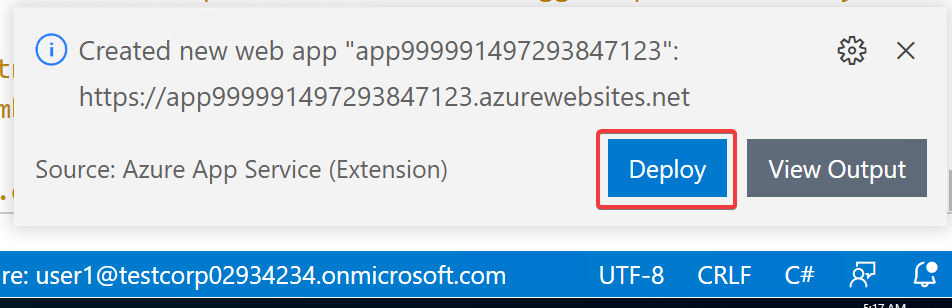 Created new web app "app999991497293847123":
https://app999991497293847123.azurewebsites.net
Source: Azure App Service (Extension)
Deploy
View Output
re: user1@testcorp02934234.onmicrosoft.com
UTF-8
CRLF
C#